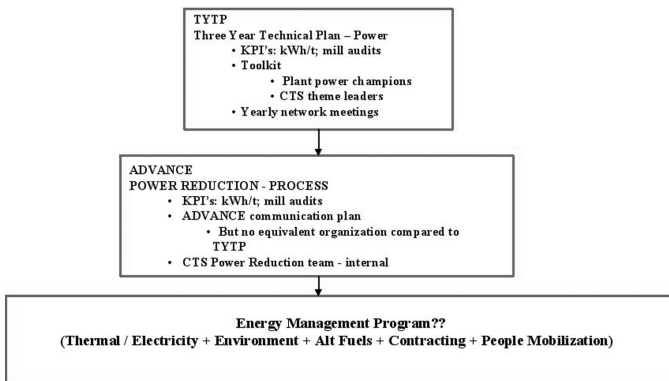 TYTP
Three Year Technical Plan – Power
• KPI's: kWh/t; mill audits
• Toolkit
• Plant power champions
• CTS theme leaders
• Yearly network meetings
ADVANCE
POWER REDUCTION - PROCESS
• KPI's: kWh/t; mill audits
• ADVANCE communication plan
• But no equivalent organization compared to
TYTP
• CTS Power Reduction team - internal
Energy Management Program??
(Thermal / Electricity + Environment + Alt Fuels + Contracting + People Mobilization)